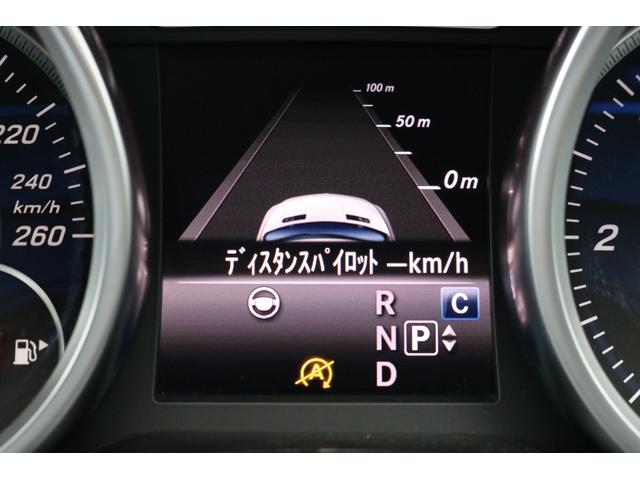 100 m
50 m
0 m
220
240
km/h
260
2
ﾃﾞｨｽﾀﾝｽﾊﾟｲﾛｯﾄ —km/h
R
C
N P
A
D